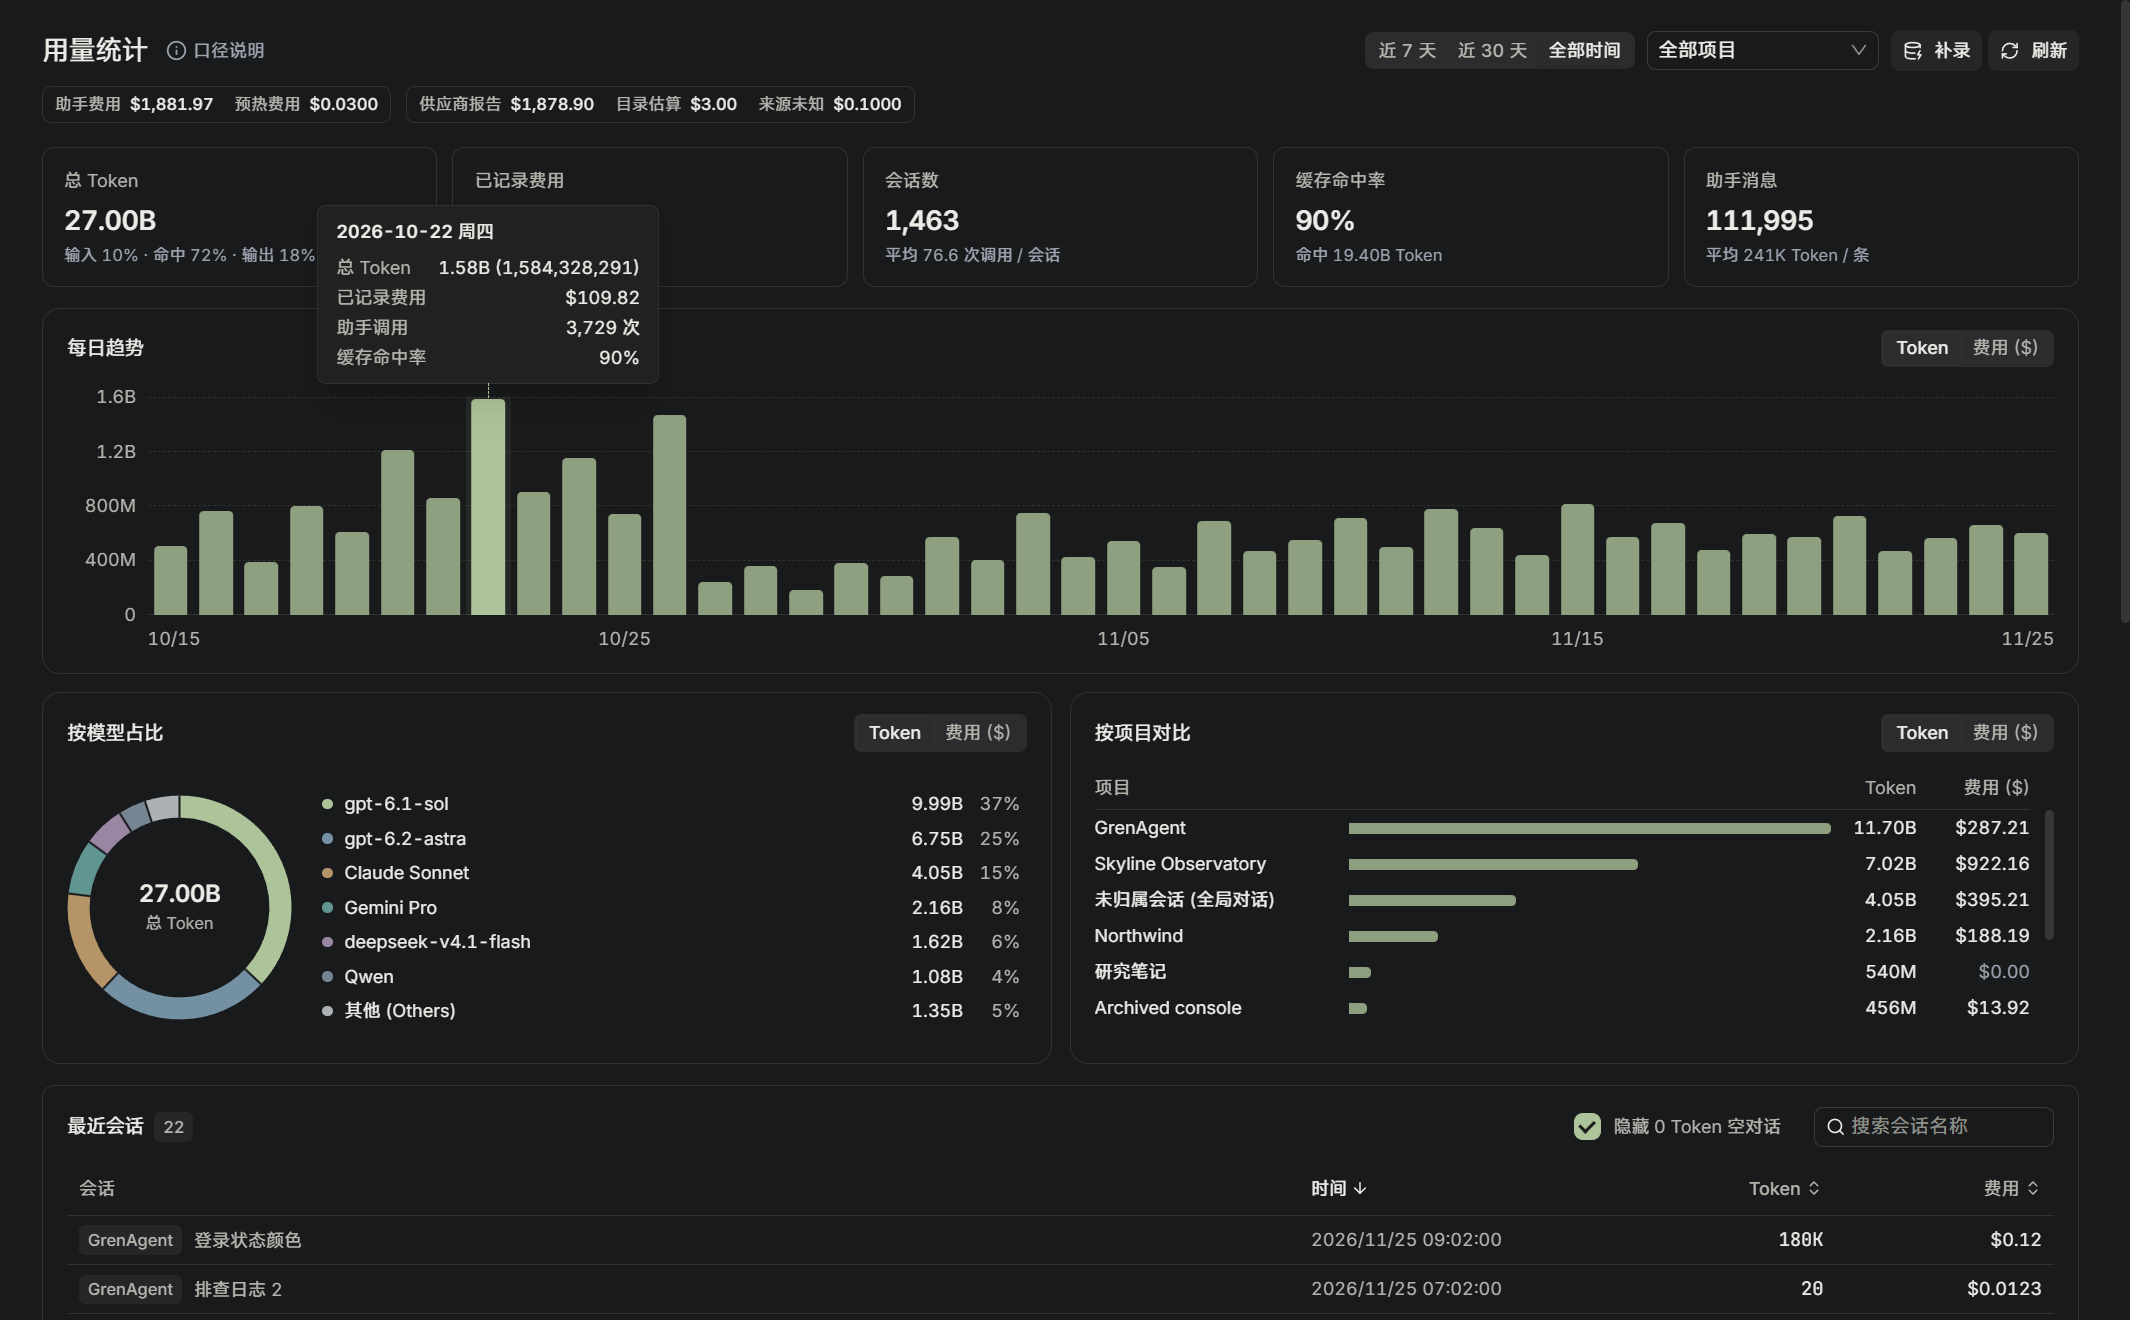 用量统计 口径说明 近 7 天 近 30 天 全部时间 全部项目 补录 刷新
助手费用 $1,881.97 预热费用 $0.0300 供应商报告 $1,878.90 目录估算 $3.00 来源未知 $0.1000
总 Token 已记录费用 会话数 缓存命中率 助手消息
27.00B 1,463 90% 111,995
输入 10% · 命中 72% · 输出 18% 平均 76.6 次调用 / 会话 命中 19.40B Token 平均 241K Token / 条
2026-10-22 周四
总 Token 1.58B (1,584,328,291)
已记录费用 $109.82
助手调用 3,729 次
缓存命中率 90%
每日趋势 Token 费用 ($)
1.6B
1.2B
800M
400M
0
10/15 10/25 11/05 11/15 11/25
按模型占比 Token 费用 ($)
27.00B
总 Token
gpt-6.1-sol 9.99B 37%
gpt-6.2-astra 6.75B 25%
Claude Sonnet 4.05B 15%
Gemini Pro 2.16B 8%
deepseek-v4.1-flash 1.62B 6%
Qwen 1.08B 4%
其他 (Others) 1.35B 5%
按项目对比 Token 费用 ($)
项目 Token 费用 ($)
GrenAgent 11.70B $287.21
Skyline Observatory 7.02B $922.16
未归属会话 (全局对话) 4.05B $395.21
Northwind 2.16B $188.19
研究笔记 540M $0.00
Archived console 456M $13.92
最近会话 22 隐藏 0 Token 空对话 搜索会话名称
会话 时间 Token 费用
GrenAgent 登录状态颜色 2026/11/25 09:02:00 180K $0.12
GrenAgent 排查日志 2 2026/11/25 07:02:00 20 $0.0123